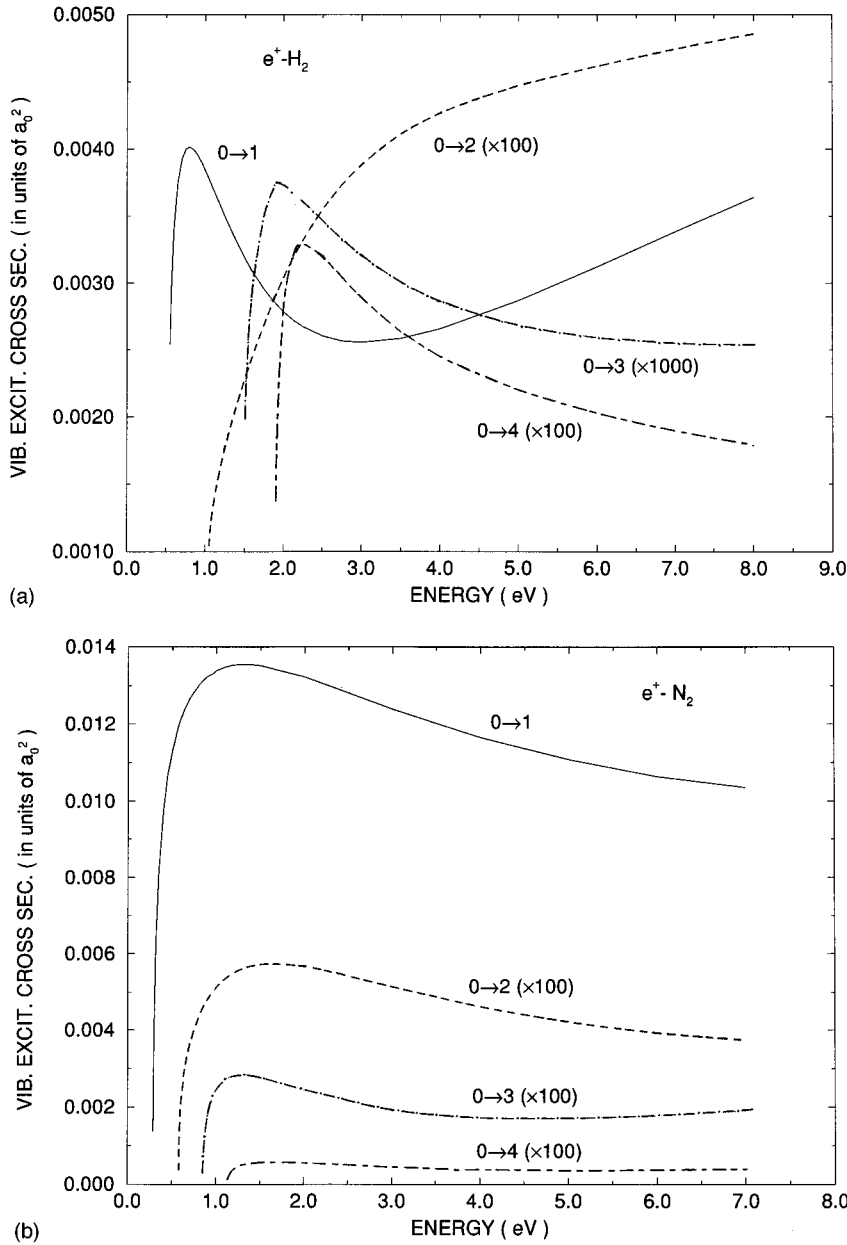 0.0050
e⁺-H₂
0→2 (×100)
0.0040
0→1
0.0030
0→3 (×1000)
0.0020
0→4 (×100)
0.0010
VIB. EXCIT. CROSS SEC. ( in units of a₀² )
0.0 1.0 2.0 3.0 4.0 5.0 6.0 7.0 8.0 9.0
(a) ENERGY ( eV )
0.014
e⁺- N₂
0→1
0.012
0.010
0.008
0.006
0→2 (×100)
0.004
0→3 (×100)
0.002
0→4 (×100)
0.000
VIB. EXCIT. CROSS SEC. ( in units of a₀² )
0.0 1.0 2.0 3.0 4.0 5.0 6.0 7.0 8.0
(b) ENERGY ( eV )